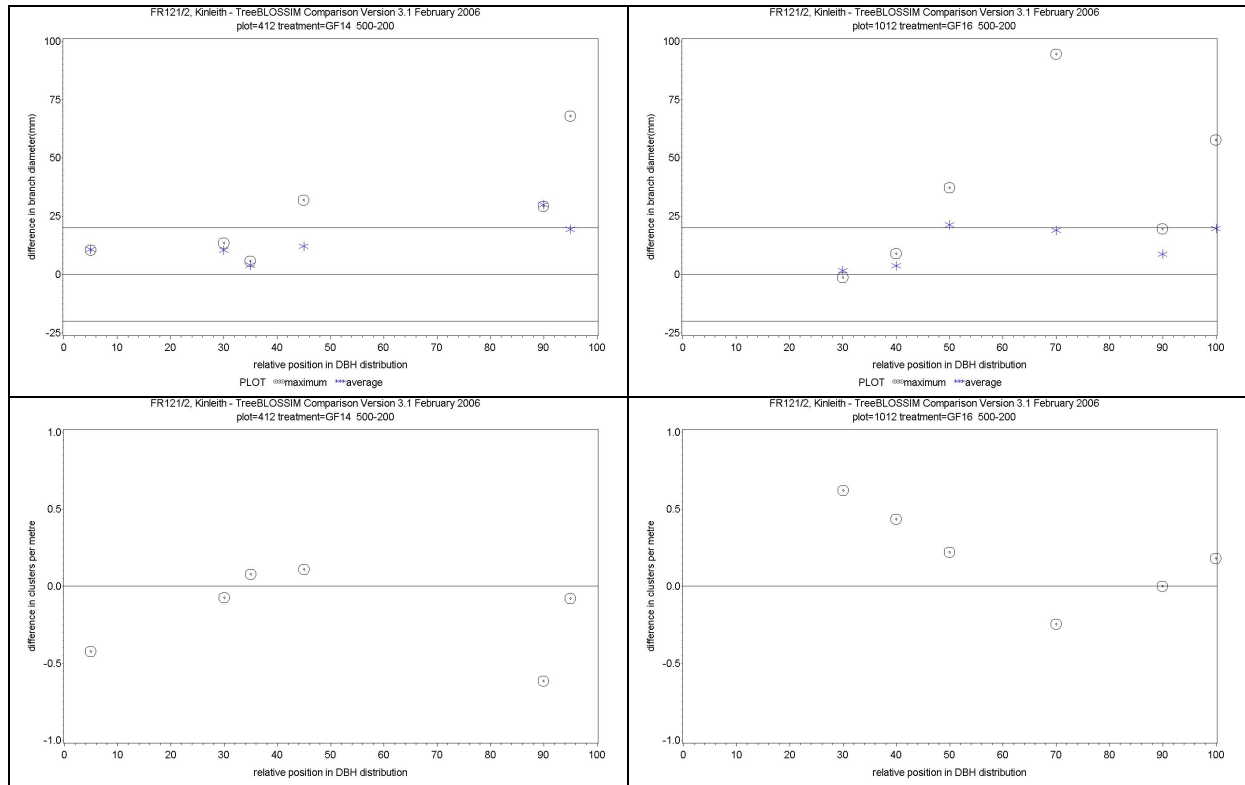 FR121/2, Kinleith - TreeBLOSSIM Comparison Version 3.1 February 2006
plot=412 treatment=GF14 500-200
100
75
50
25
0
-25
difference in branch diameter(mm)
0 10 20 30 40 50 60 70 80 90 100
relative position in DBH distribution
PLOT maximum ***average
FR121/2, Kinleith - TreeBLOSSIM Comparison Version 3.1 February 2006
plot=1012 treatment=GF16 500-200
100
75
50
25
0
-25
difference in branch diameter(mm)
0 10 20 30 40 50 60 70 80 90 100
relative position in DBH distribution
PLOT maximum ***average
FR121/2, Kinleith - TreeBLOSSIM Comparison Version 3.1 February 2006
plot=412 treatment=GF14 500-200
1.0
0.5
0.0
-0.5
-1.0
difference in clusters per metre
0 10 20 30 40 50 60 70 80 90 100
relative position in DBH distribution
FR121/2, Kinleith - TreeBLOSSIM Comparison Version 3.1 February 2006
plot=1012 treatment=GF16 500-200
1.0
0.5
0.0
-0.5
-1.0
difference in clusters per metre
0 10 20 30 40 50 60 70 80 90 100
relative position in DBH distribution